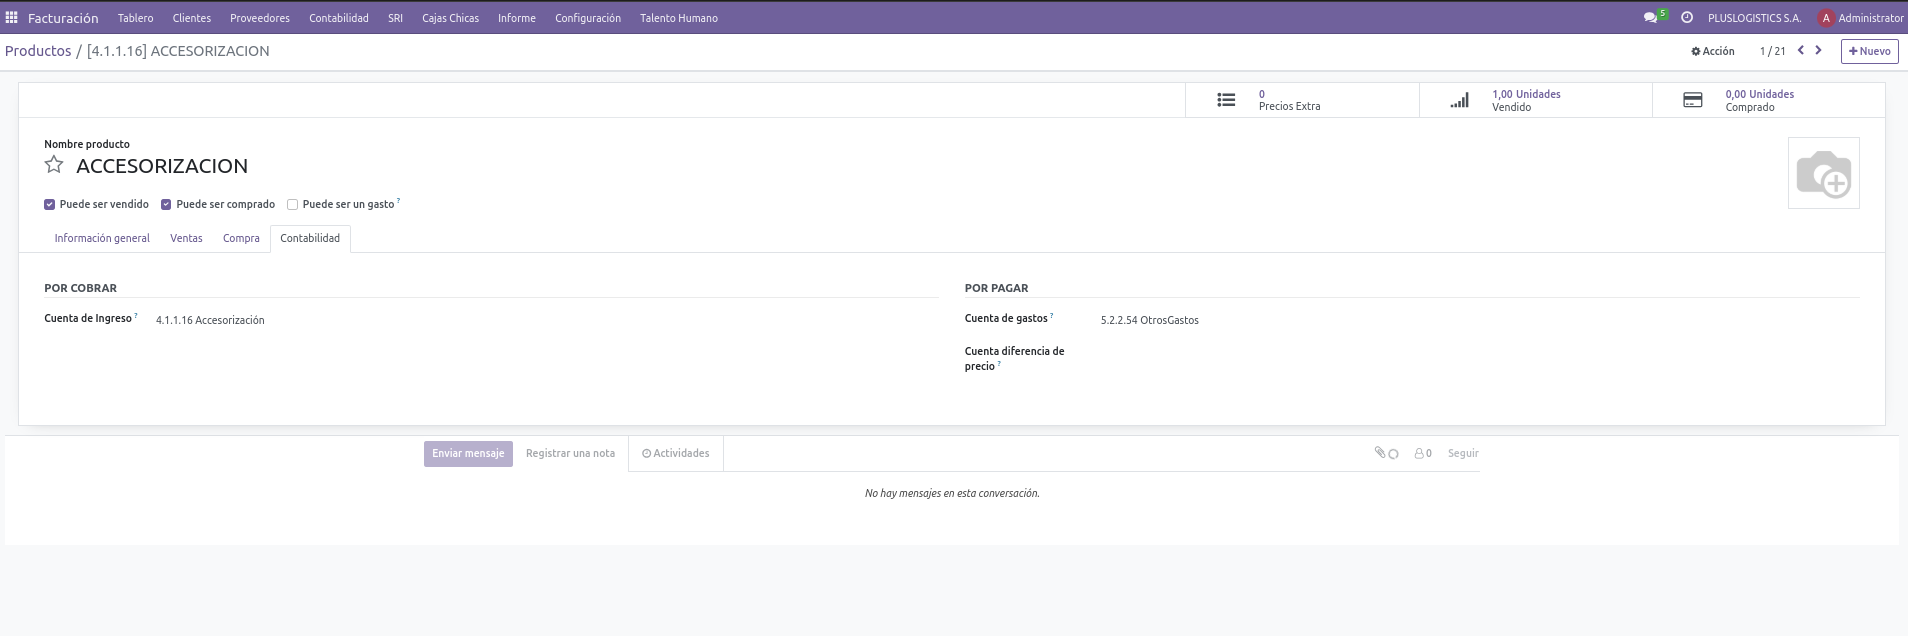 Facturación Tablero Clientes Proveedores Contabilidad SRI Cajas Chicas Informe Configuración Talento Humano 5 PLUSLOGISTICS S.A. A Administrator
Productos / [4.1.1.16] ACCESORIZACION Acción 1 / 21 Nuevo
0 1,00 Unidades 0,00 Unidades
Precios Extra Vendido Comprado
Nombre producto
ACCESORIZACION
Puede ser vendido Puede ser comprado Puede ser un gasto ?
Información general Ventas Compra Contabilidad
POR COBRAR POR PAGAR
Cuenta de Ingreso ? 4.1.1.16 Accesorización Cuenta de gastos ? 5.2.2.54 OtrosGastos
Cuenta diferencia de
precio ?
Enviar mensaje Registrar una nota Actividades 0 Seguir
No hay mensajes en esta conversación.